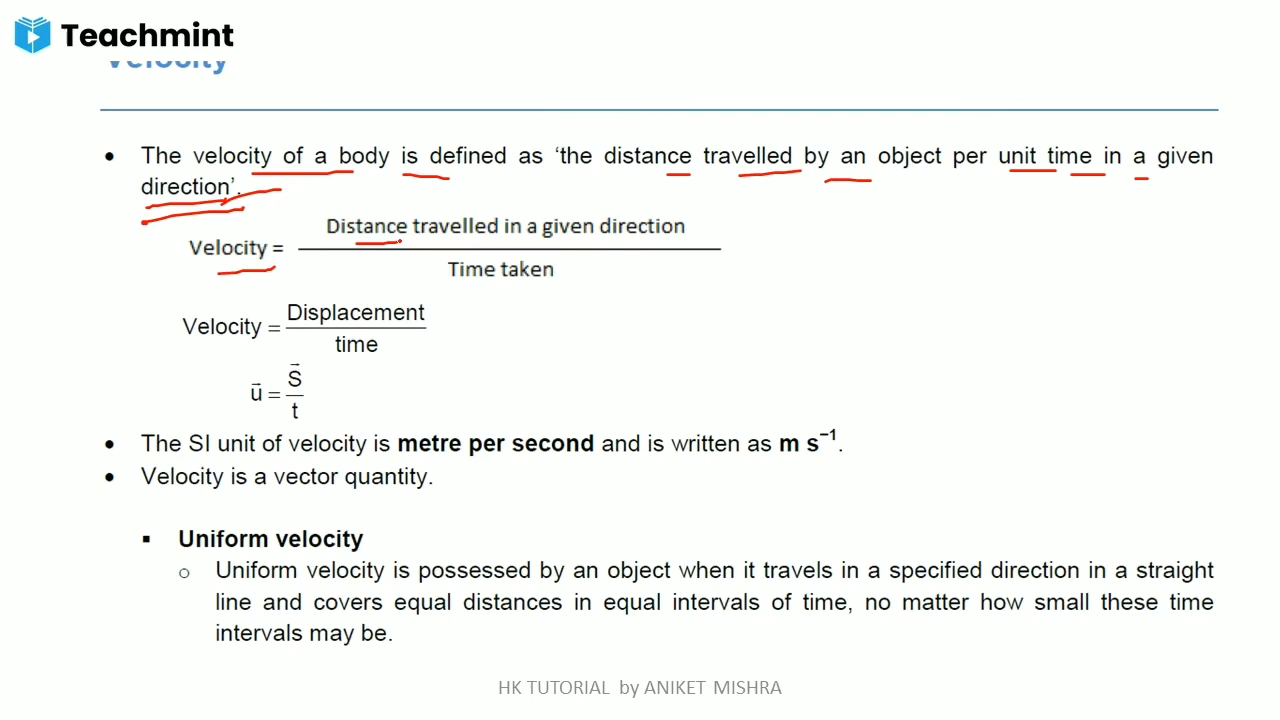 Teachmint
Velocity
• The velocity of a body is defined as ‘the distance travelled by an object per unit time in a given
direction’.
Distance travelled in a given direction
Velocity =
Time taken
Displacement
Velocity =
time
S⃗
u⃗ =
t
• The SI unit of velocity is metre per second and is written as m s⁻¹.
• Velocity is a vector quantity.
▪ Uniform velocity
o Uniform velocity is possessed by an object when it travels in a specified direction in a straight
line and covers equal distances in equal intervals of time, no matter how small these time
intervals may be.
HK TUTORIAL by ANIKET MISHRA